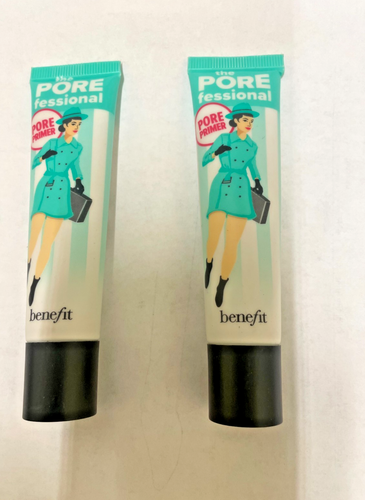 the
PORE
fessional
PORE
PRIMER
benefit
the
PORE
fessional
PORE
PRIMER
benefit